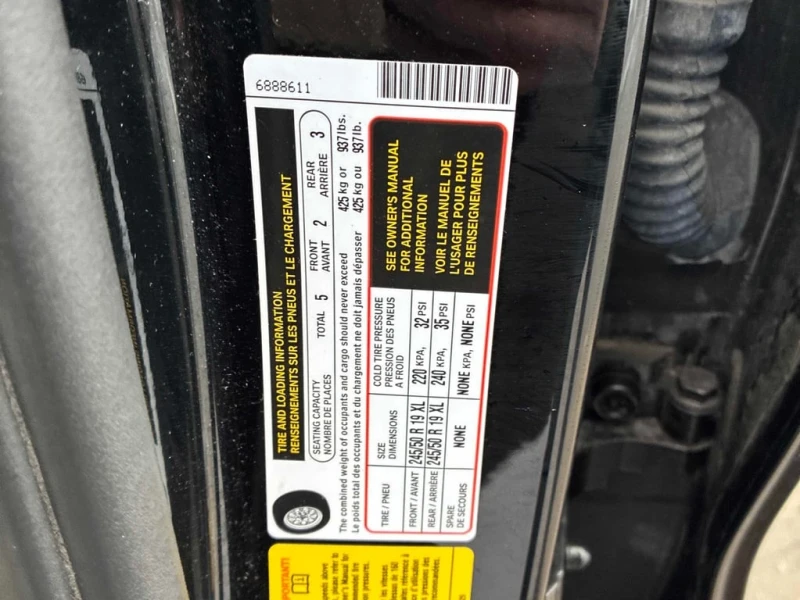 6888611
TIRE AND LOADING INFORMATION
RENSEIGNEMENTS SUR LES PNEUS ET LE CHARGEMENT
SEATING CAPACITY
NOMBRE DE PLACES
TOTAL 5
FRONT
AVANT 2
REAR
ARRIÈRE 3
The combined weight of occupants and cargo should never exceed 425 kg or 937 lbs.
Le poids total des occupants et du chargement ne doit jamais dépasser 425 kg ou 937 lb.
TIRE / PNEU
SIZE
DIMENSIONS
COLD TIRE PRESSURE
PRESSION DES PNEUS
A FROID
FRONT / AVANT 245/50 R 19 XL 220 KPA, 32 PSI
REAR / ARRIÈRE 245/50 R 19 XL 240 KPA, 35 PSI
SPARE
DE SECOURS
NONE NONE KPA, NONE PSI
SEE OWNER'S MANUAL
FOR ADDITIONAL
INFORMATION
VOIR LE MANUEL DE
L'USAGER POUR PLUS
DE RENSEIGNEMENTS
IMPORTANT!